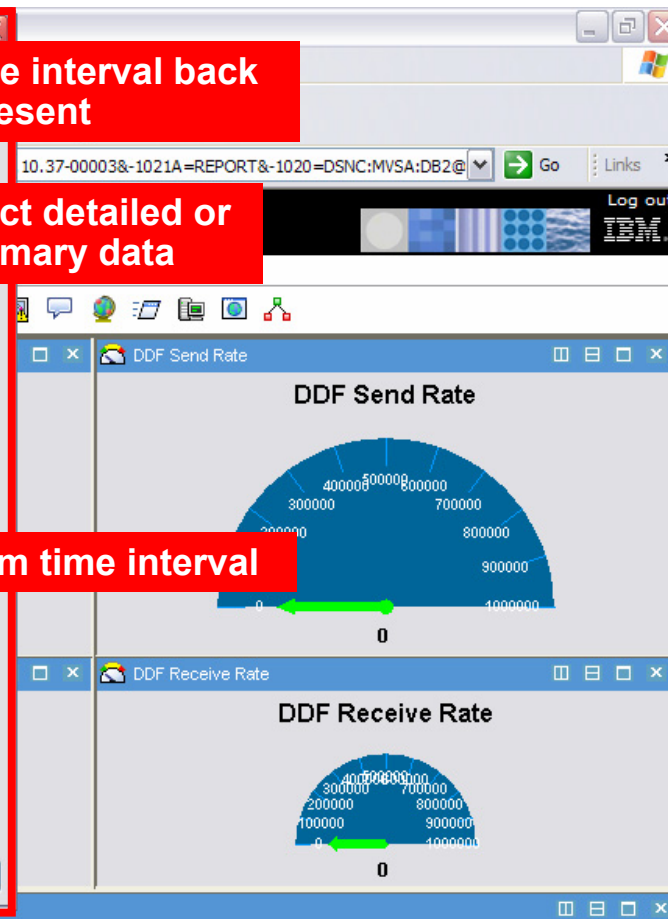 e interval back
esent
10.37-00003&-1021A=REPORT&-1020=DSNC:MVSA:DB2@
Go
Links
ct detailed or
mary data
Log out
IBM.
DDF Send Rate
DDF Send Rate
500000
400000
600000
300000
700000
800000
m time interval
900000
0
1000000
0
DDF Receive Rate
DDF Receive Rate
400000
300000
700000
200000
800000
100000
900000
0
1000000
0